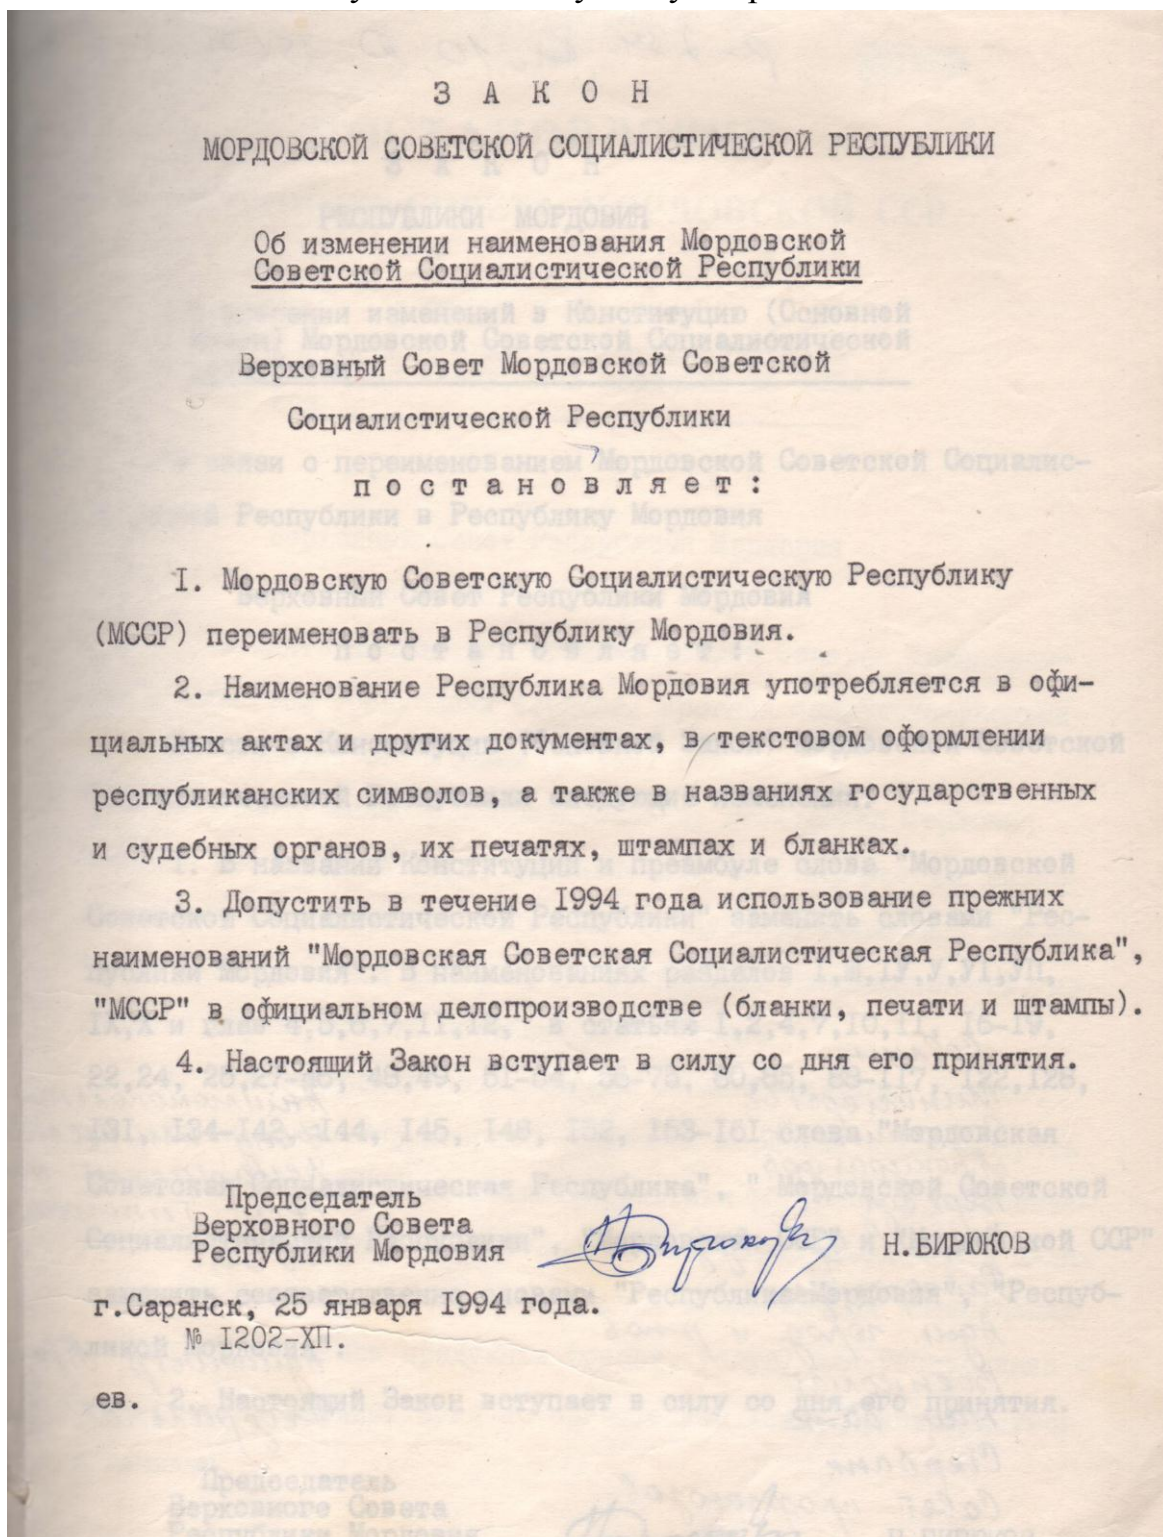 З А К О Н
МОРДОВСКОЙ СОВЕТСКОЙ СОЦИАЛИСТИЧЕСКОЙ РЕСПУБЛИКИ
Об изменении наименования Мордовской
Советской Социалистической Республики
Верховный Совет Мордовской Советской
Социалистической Республики
п о с т а н о в л я е т :
I. Мордовскую Советскую Социалистическую Республику
(МССР) переименовать в Республику Мордовия.
2. Наименование Республика Мордовия употребляется в офи-
циальных актах и других документах, в текстовом оформлении
республиканских символов, а также в названиях государственных
и судебных органов, их печатях, штампах и бланках.
3. Допустить в течение I994 года использование прежних
наименований "Мордовская Советская Социалистическая Республика",
"МССР" в официальном делопроизводстве (бланки, печати и штампы).
4. Настоящий Закон вступает в силу со дня его принятия.
Председатель
Верховного Совета
Республики Мордовия Н.БИРЮКОВ
г.Саранск, 25 января I994 года.
№ I202-ХП.
ев.